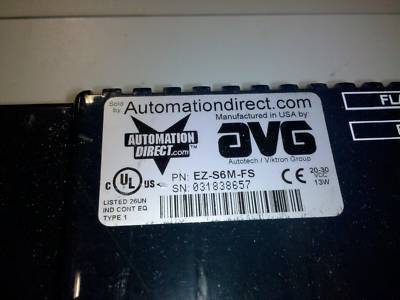 Sold by Automationdirect.com
Manufactured in USA by:
AUTOMATION
DIRECT.com
AVG
Autotech / Viktron Group
C UL US
PN: EZ-S6M-FS
SN: 031838657
CE
20-30
VDC
13W
LISTED 26UN
IND CONT EQ
TYPE 1